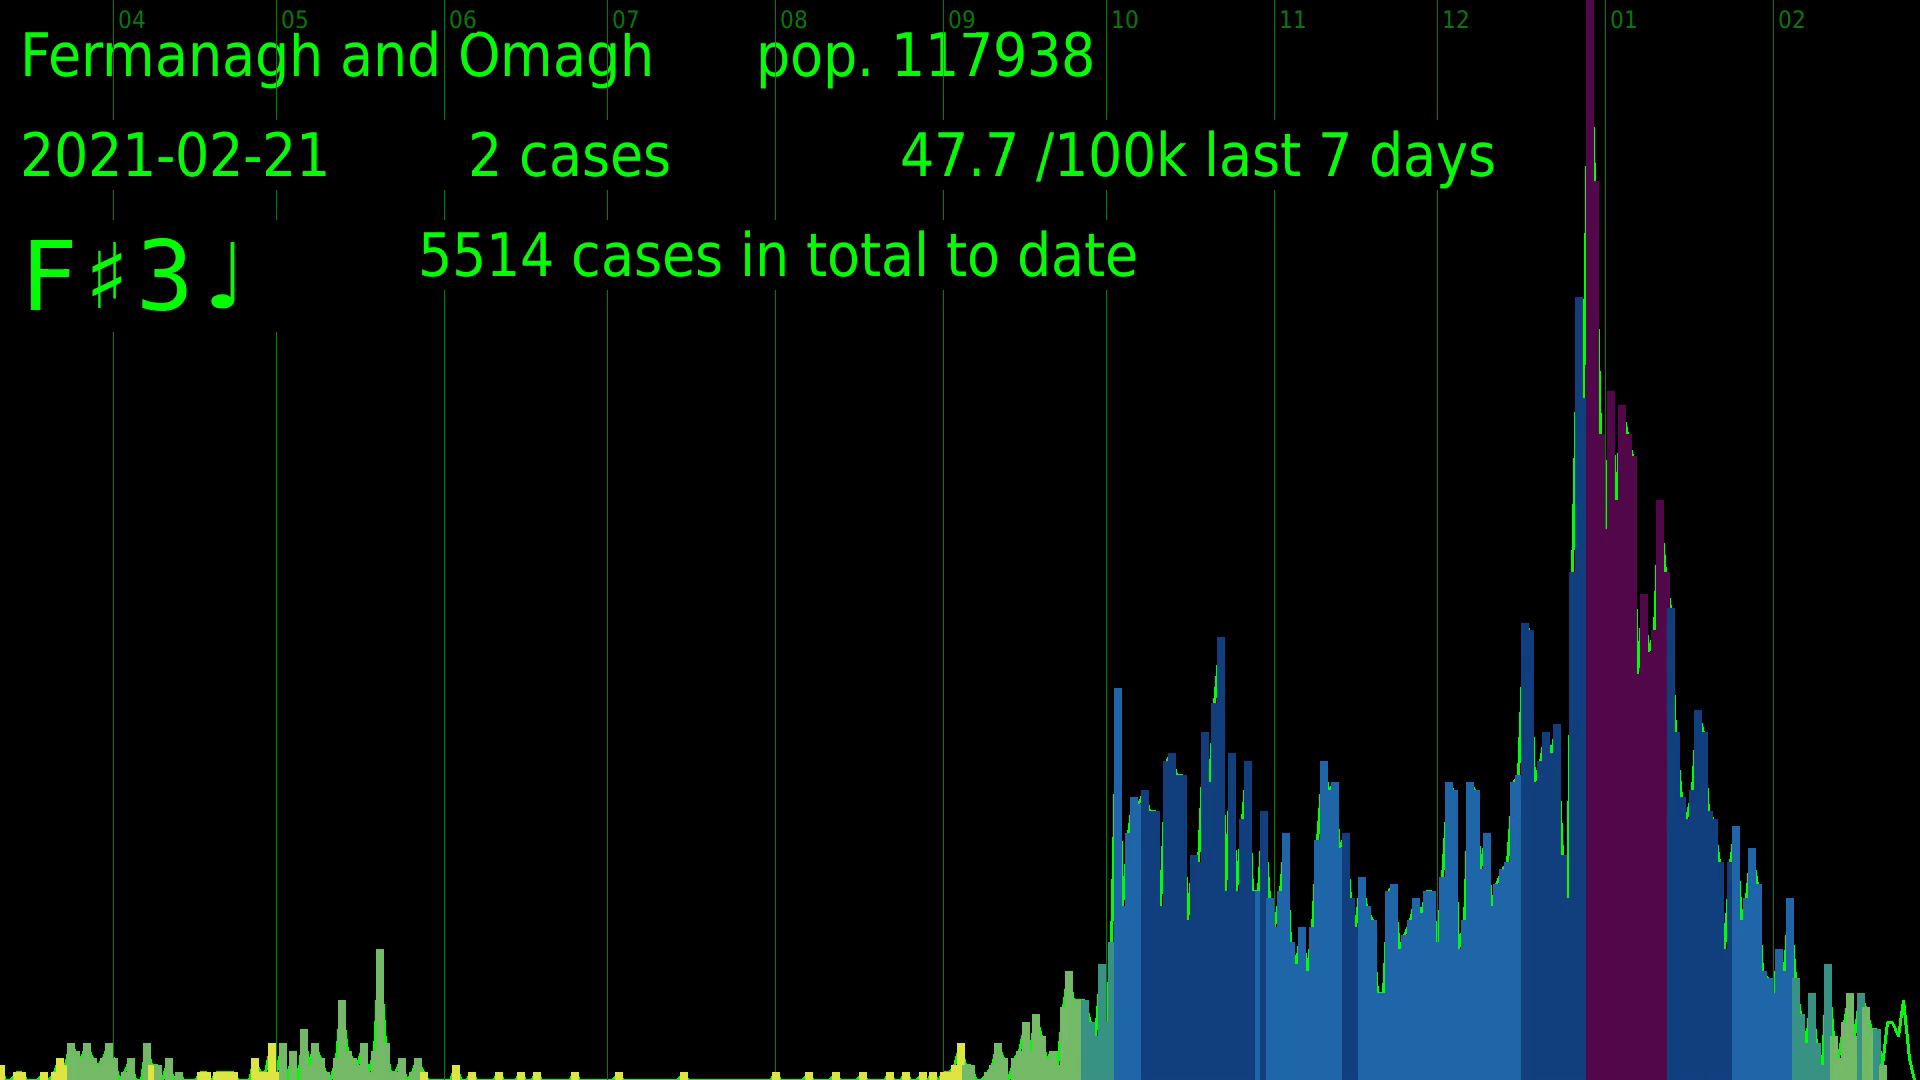 04 05 06 07 08 09 10 11 12 01 02
Fermanagh and Omagh pop. 117938
2021-02-21 2 cases 47.7 /100k last 7 days
F♯3♩ 5514 cases in total to date